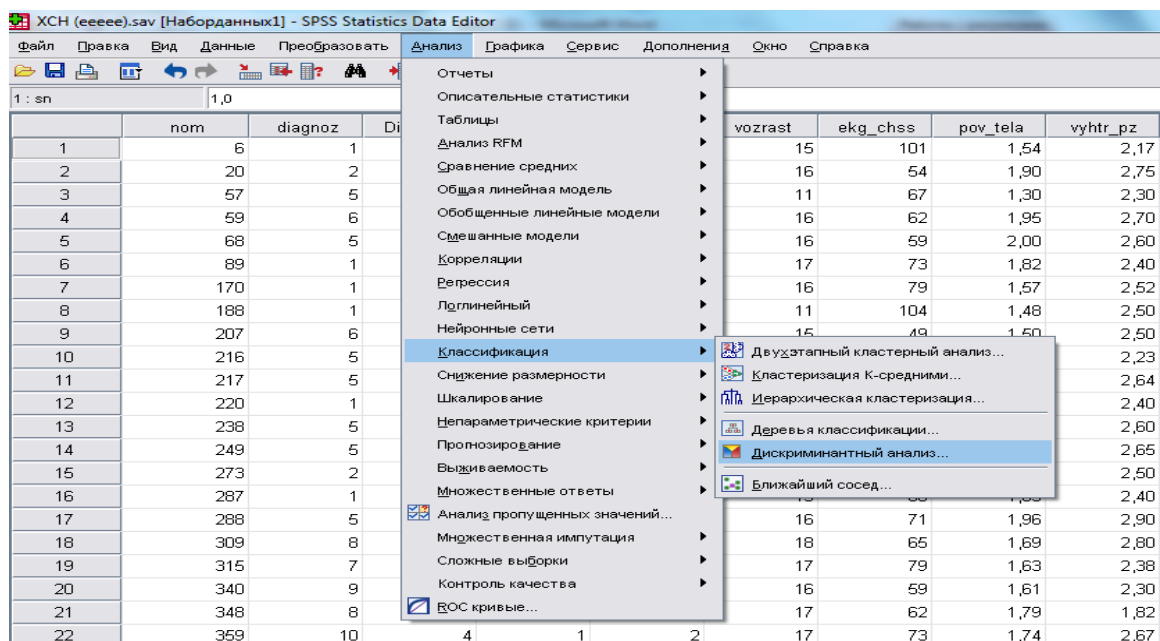 ХСН (eeeee).sav [Наборданных1] - SPSS Statistics Data Editor
Файл Правка Вид Данные Преобразовать Анализ Графика Сервис Дополнения Окно Справка
1 : sn 1,0
nom diagnoz Di vozrast ekg_chss pov_tela vyhtr_pz
1 6 1 15 101 1,54 2,17
2 20 2 16 54 1,90 2,75
3 57 5 11 67 1,30 2,30
4 59 6 16 62 1,95 2,70
5 68 5 16 59 2,00 2,60
6 89 1 17 73 1,82 2,40
7 170 1 16 79 1,57 2,52
8 188 1 11 104 1,48 2,50
9 207 6 15 49 1,50 2,50
10 216 5 2,23
11 217 5 2,64
12 220 1 2,40
13 238 5 2,60
14 249 5 2,65
15 273 2 2,50
16 287 1 2,40
17 288 5 16 71 1,96 2,90
18 309 8 18 65 1,69 2,80
19 315 7 17 79 1,63 2,38
20 340 9 16 59 1,61 2,30
21 348 8 17 62 1,79 1,82
22 359 10 4 1 2 17 73 1,74 2,67
Отчеты
Описательные статистики
Таблицы
Анализ RFM
Сравнение средних
Общая линейная модель
Обобщенные линейные модели
Смешанные модели
Корреляции
Регрессия
Логлинейный
Нейронные сети
Классификация
Снижение размерности
Шкалирование
Непараметрические критерии
Прогнозирование
Выживаемость
Множественные ответы
Анализ пропущенных значений...
Множественная импутация
Сложные выборки
Контроль качества
ROC кривые...
Двухэтапный кластерный анализ...
Кластеризация К-средними...
Иерархическая кластеризация...
Деревья классификации...
Дискриминантный анализ...
Ближайший сосед...